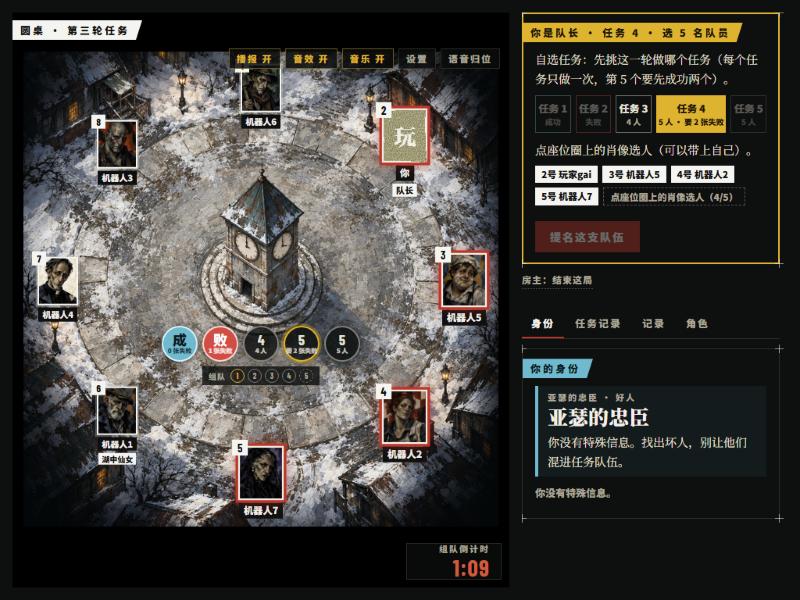 圆桌 · 第三轮任务
播报 开
音效 开
音乐 开
设置
语音归位
机器人6
8
机器人3
2
玩
你
队长
7
机器人4
3
机器人5
成
0 张失败
败
1 张失败
4
4人
5
要 2 张失败
5
5人
组队 1 2 3 4 5
6
机器人1
湖中仙女
4
机器人2
5
机器人7
组队倒计时
1:09
你是队长 · 任务 4 · 选 5 名队员
自选任务：先挑这一轮做哪个任务（每个任
务只做一次，第 5 个要先成功两个）。
任务 1
成功
任务 2
失败
任务 3
4 人
任务 4
5 人 · 要 2 张失败
任务 5
5 人
点座位圈上的肖像选人（可以带上自己）。
2号 玩家gai
3号 机器人5
4号 机器人2
5号 机器人7
点座位圈上的肖像选人（4/5）
提名这支队伍
房主：结束这局
身份
任务记录
记录
角色
你的身份
亚瑟的忠臣 · 好人
亚瑟的忠臣
你没有特殊信息。找出坏人，别让他们
混进任务队伍。
你没有特殊信息。